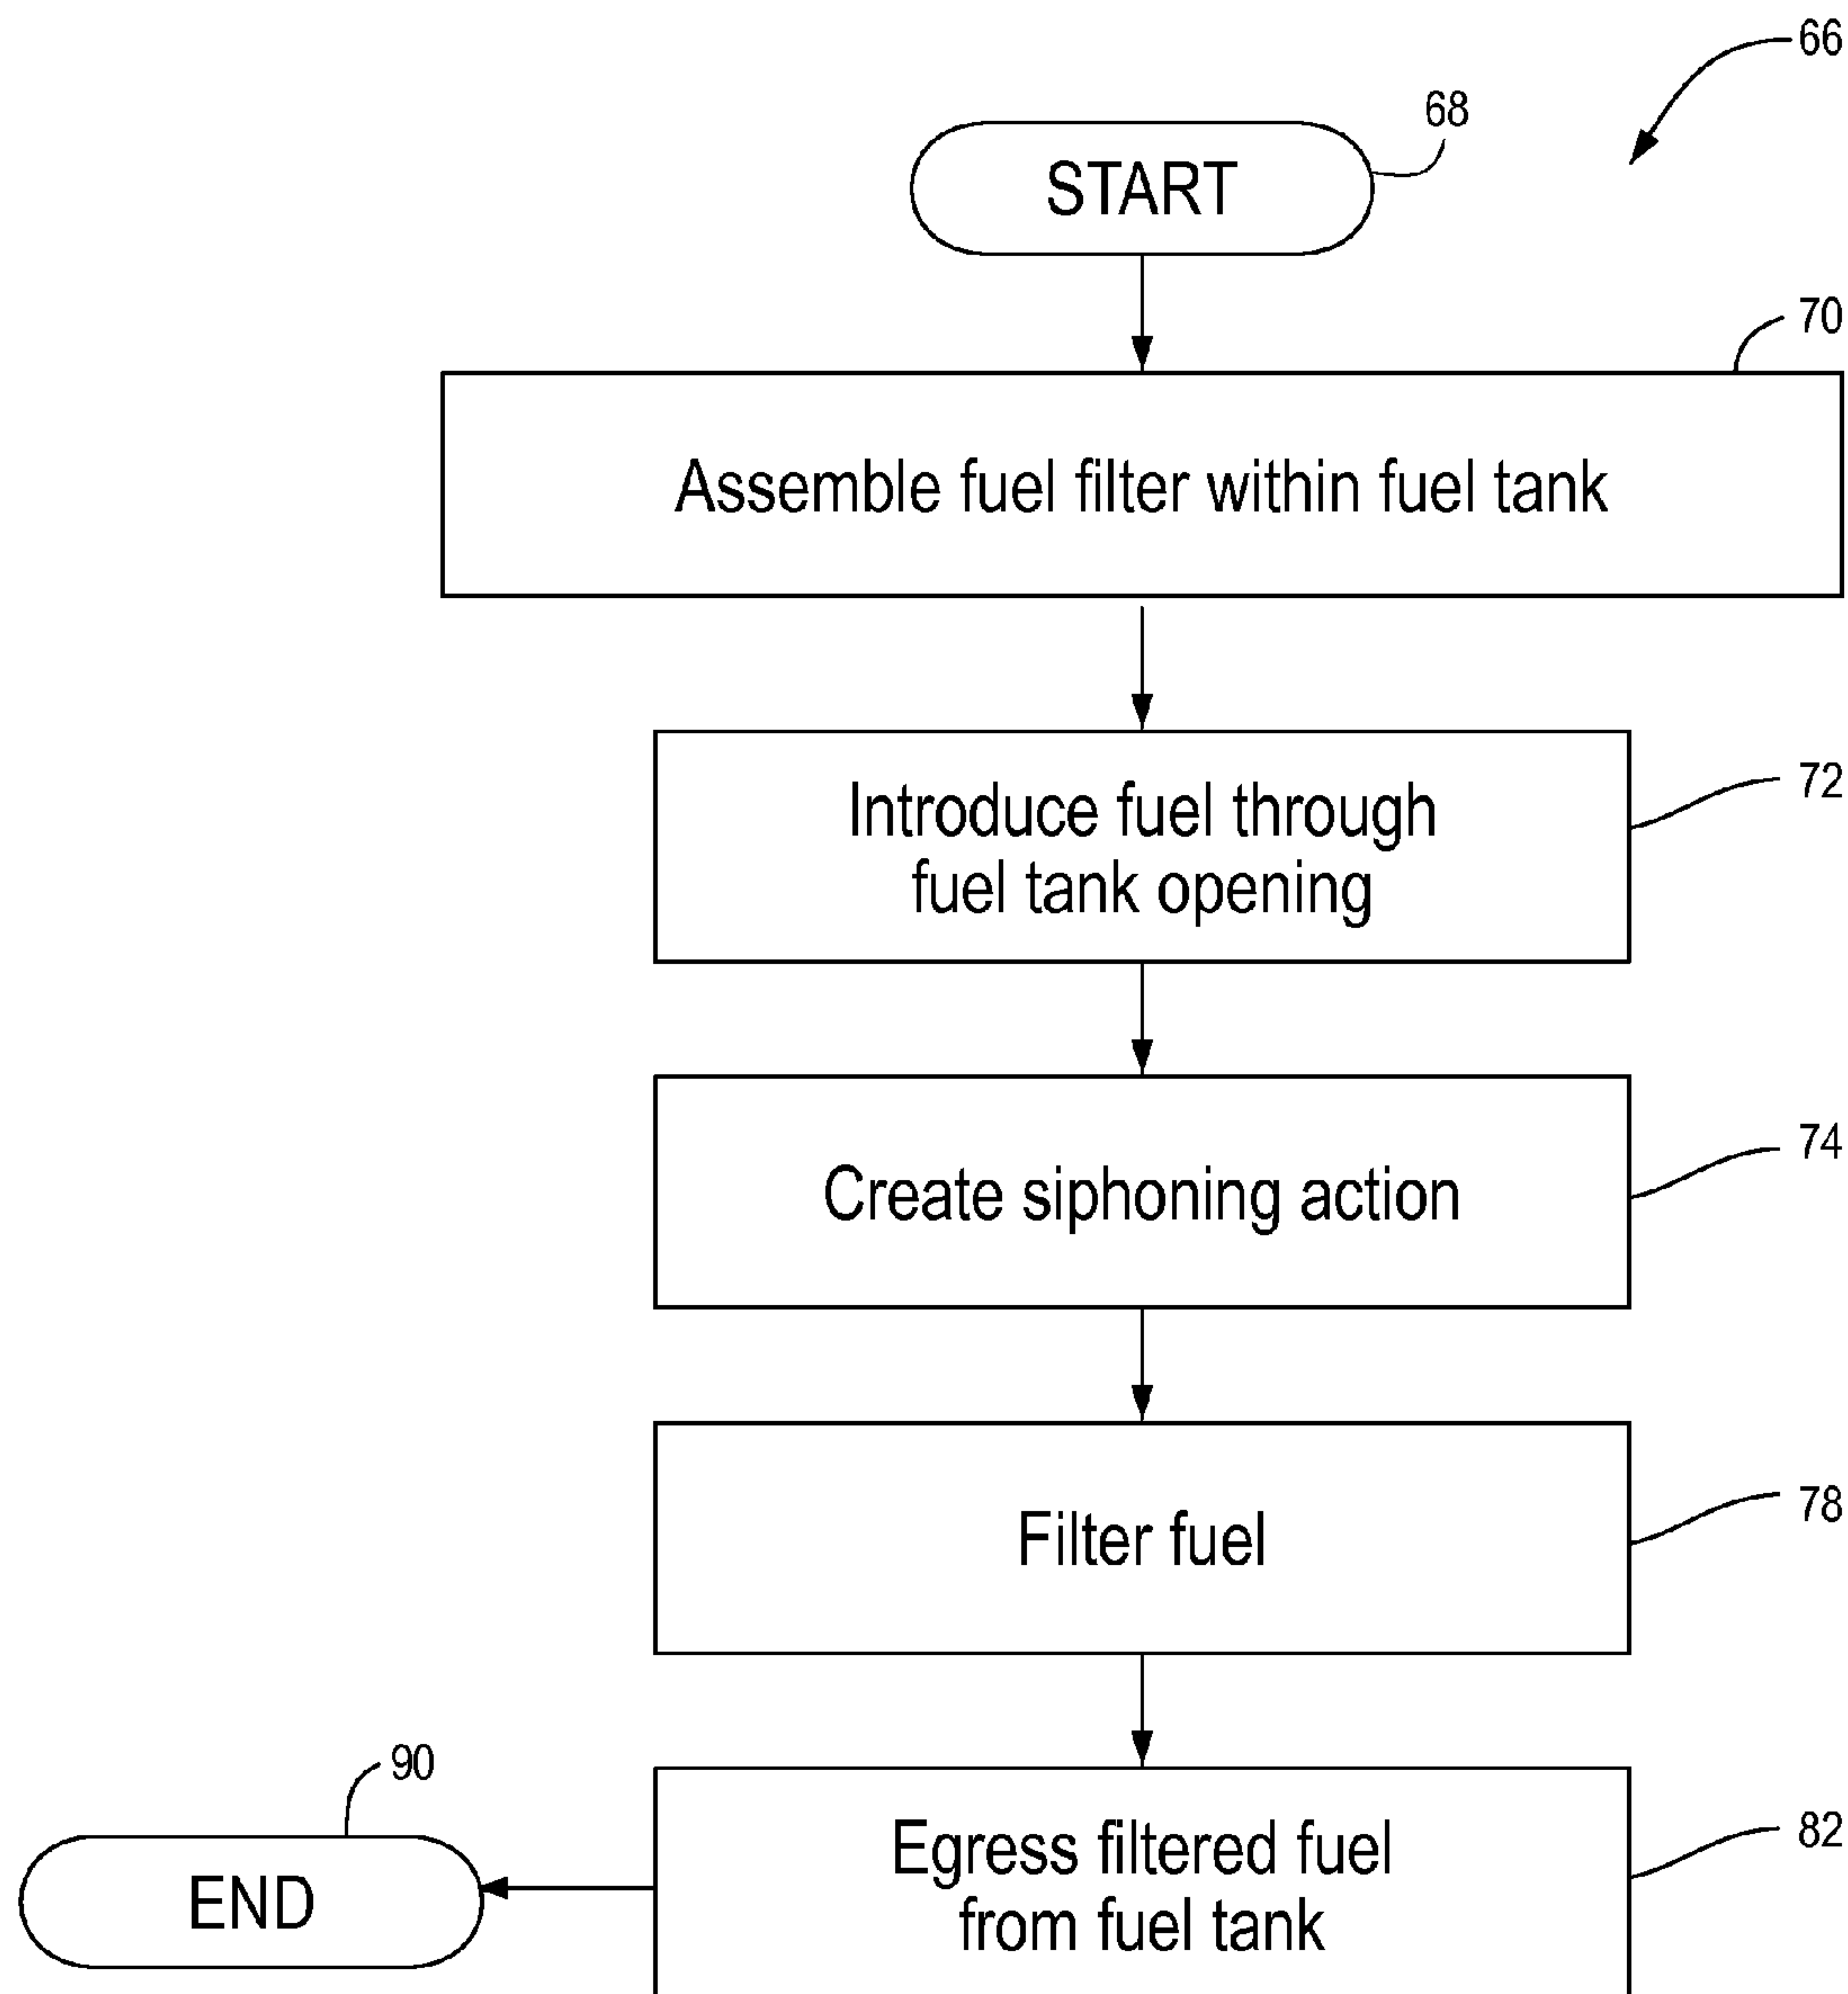 66
68
START
70
Assemble fuel filter within fuel tank
72
Introduce fuel through
fuel tank opening
74
Create siphoning action
78
Filter fuel
90
82
Egress filtered fuel
from fuel tank
END